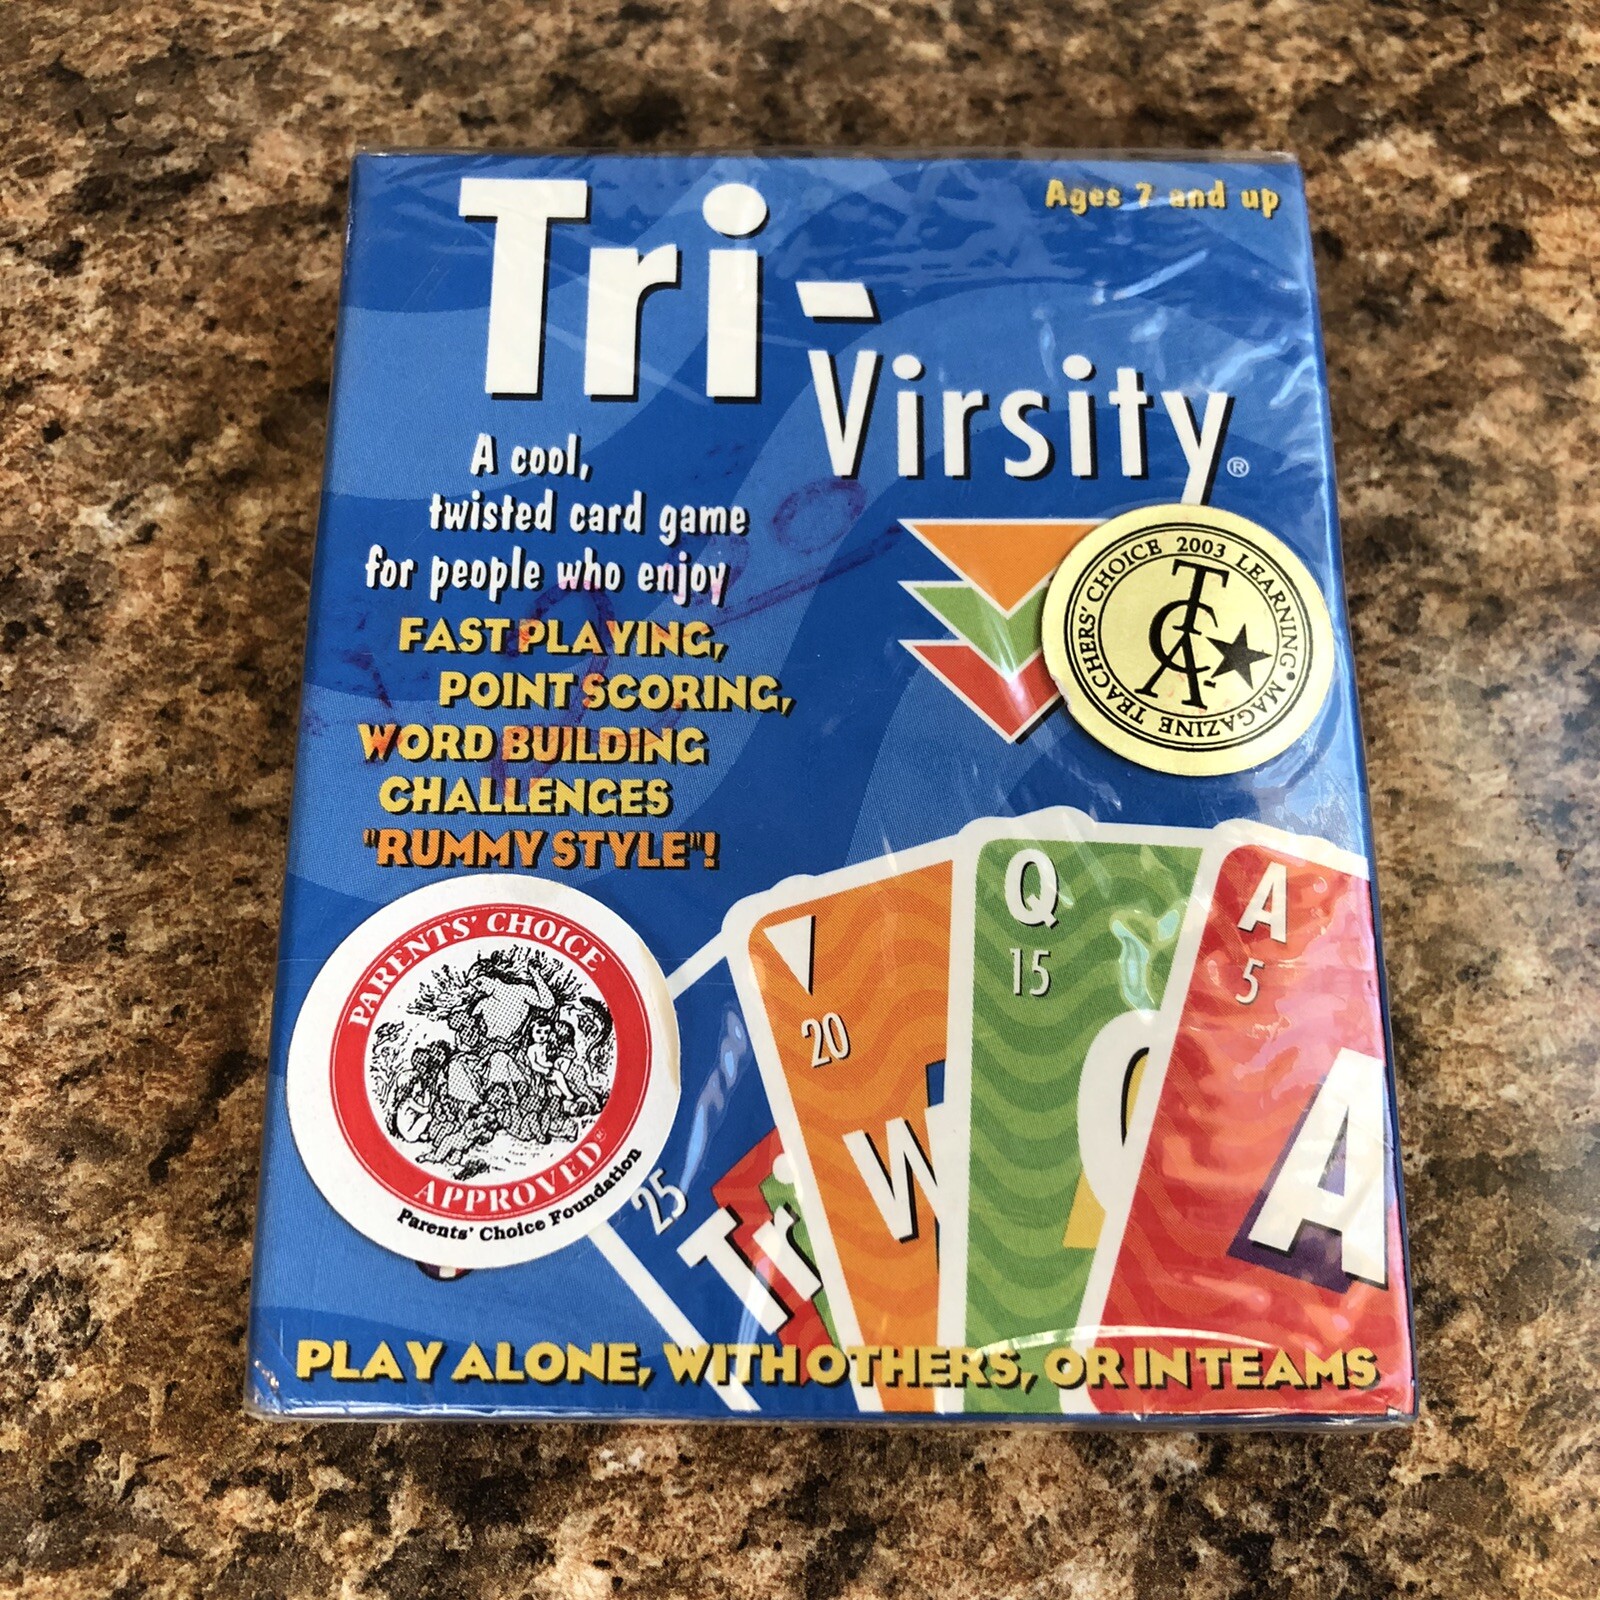 Ages 7 and up
Tri-
Virsity®
A cool,
twisted card game
for people who enjoy
FAST PLAYING,
POINT SCORING,
WORD BUILDING
CHALLENGES
"RUMMY STYLE"!
TEACHERS' CHOICE 2003 LEARNING • MAGAZINE
TCA
PARENTS' CHOICE
APPROVED®
Parents' Choice Foundation
25
Tri
V
20
W
Q
15
A
5
A
PLAY ALONE, WITH OTHERS, OR IN TEAMS